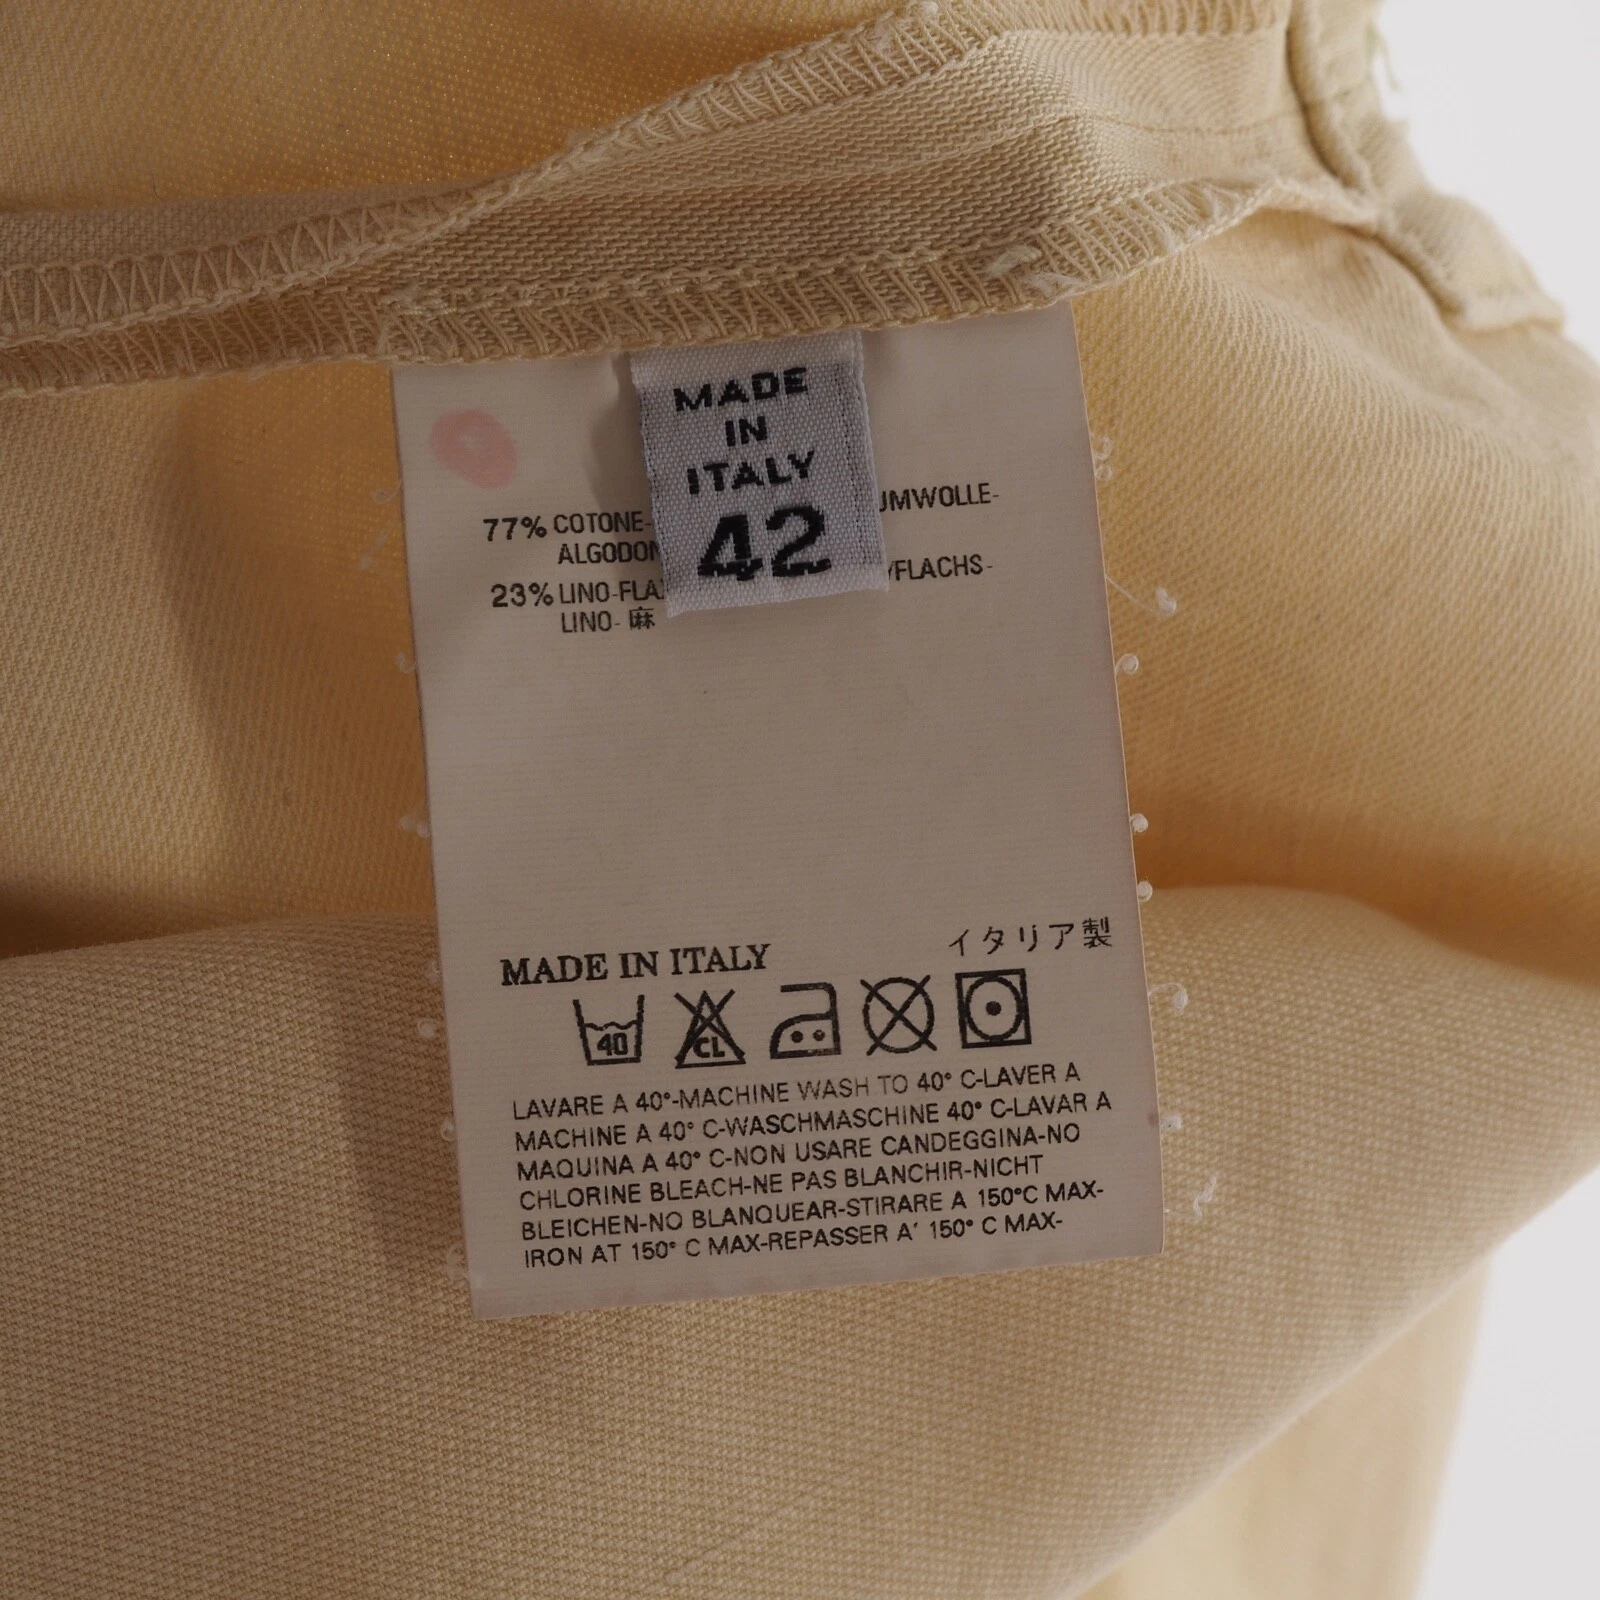 MADE
IN
ITALY
42
77% COTONE-
ALGODON
23% LINO-FLAX
LINO- 麻
MADE IN ITALY イタリア製
40 CL
LAVARE A 40°-MACHINE WASH TO 40° C-LAVER A
MACHINE A 40° C-WASCHMASCHINE 40° C-LAVAR A
MAQUINA A 40° C-NON USARE CANDEGGINA-NO
CHLORINE BLEACH-NE PAS BLANCHIR-NICHT
BLEICHEN-NO BLANQUEAR-STIRARE A 150°C MAX-
IRON AT 150° C MAX-REPASSER A' 150° C MAX-